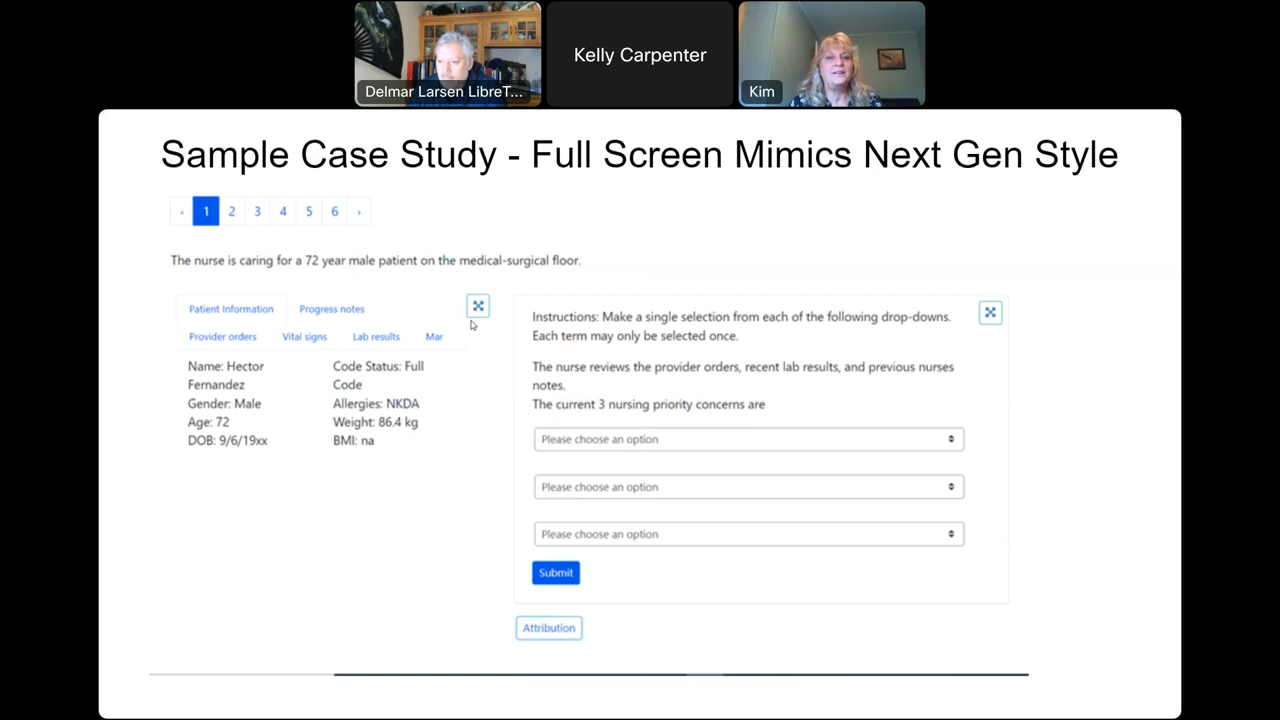 Kelly Carpenter
Delmar Larsen LibreT...
Kim
Sample Case Study - Full Screen Mimics Next Gen Style
‹ 1 2 3 4 5 6 ›
The nurse is caring for a 72 year male patient on the medical-surgical floor.
Patient Information Progress notes
Provider orders Vital signs Lab results Mar
Name: Hector
Fernandez
Gender: Male
Age: 72
DOB: 9/6/19xx
Code Status: Full
Code
Allergies: NKDA
Weight: 86.4 kg
BMI: na
Instructions: Make a single selection from each of the following drop-downs.
Each term may only be selected once.
The nurse reviews the provider orders, recent lab results, and previous nurses
notes.
The current 3 nursing priority concerns are
Please choose an option
Please choose an option
Please choose an option
Submit
Attribution